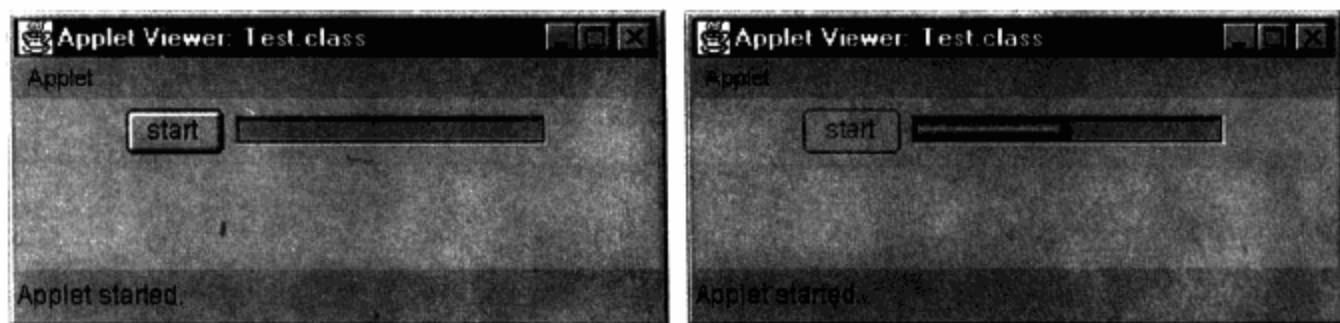 Applet Viewer: Test.class
Applet
start
Applet started.
Applet Viewer: Test.class
Applet
start
Applet started.